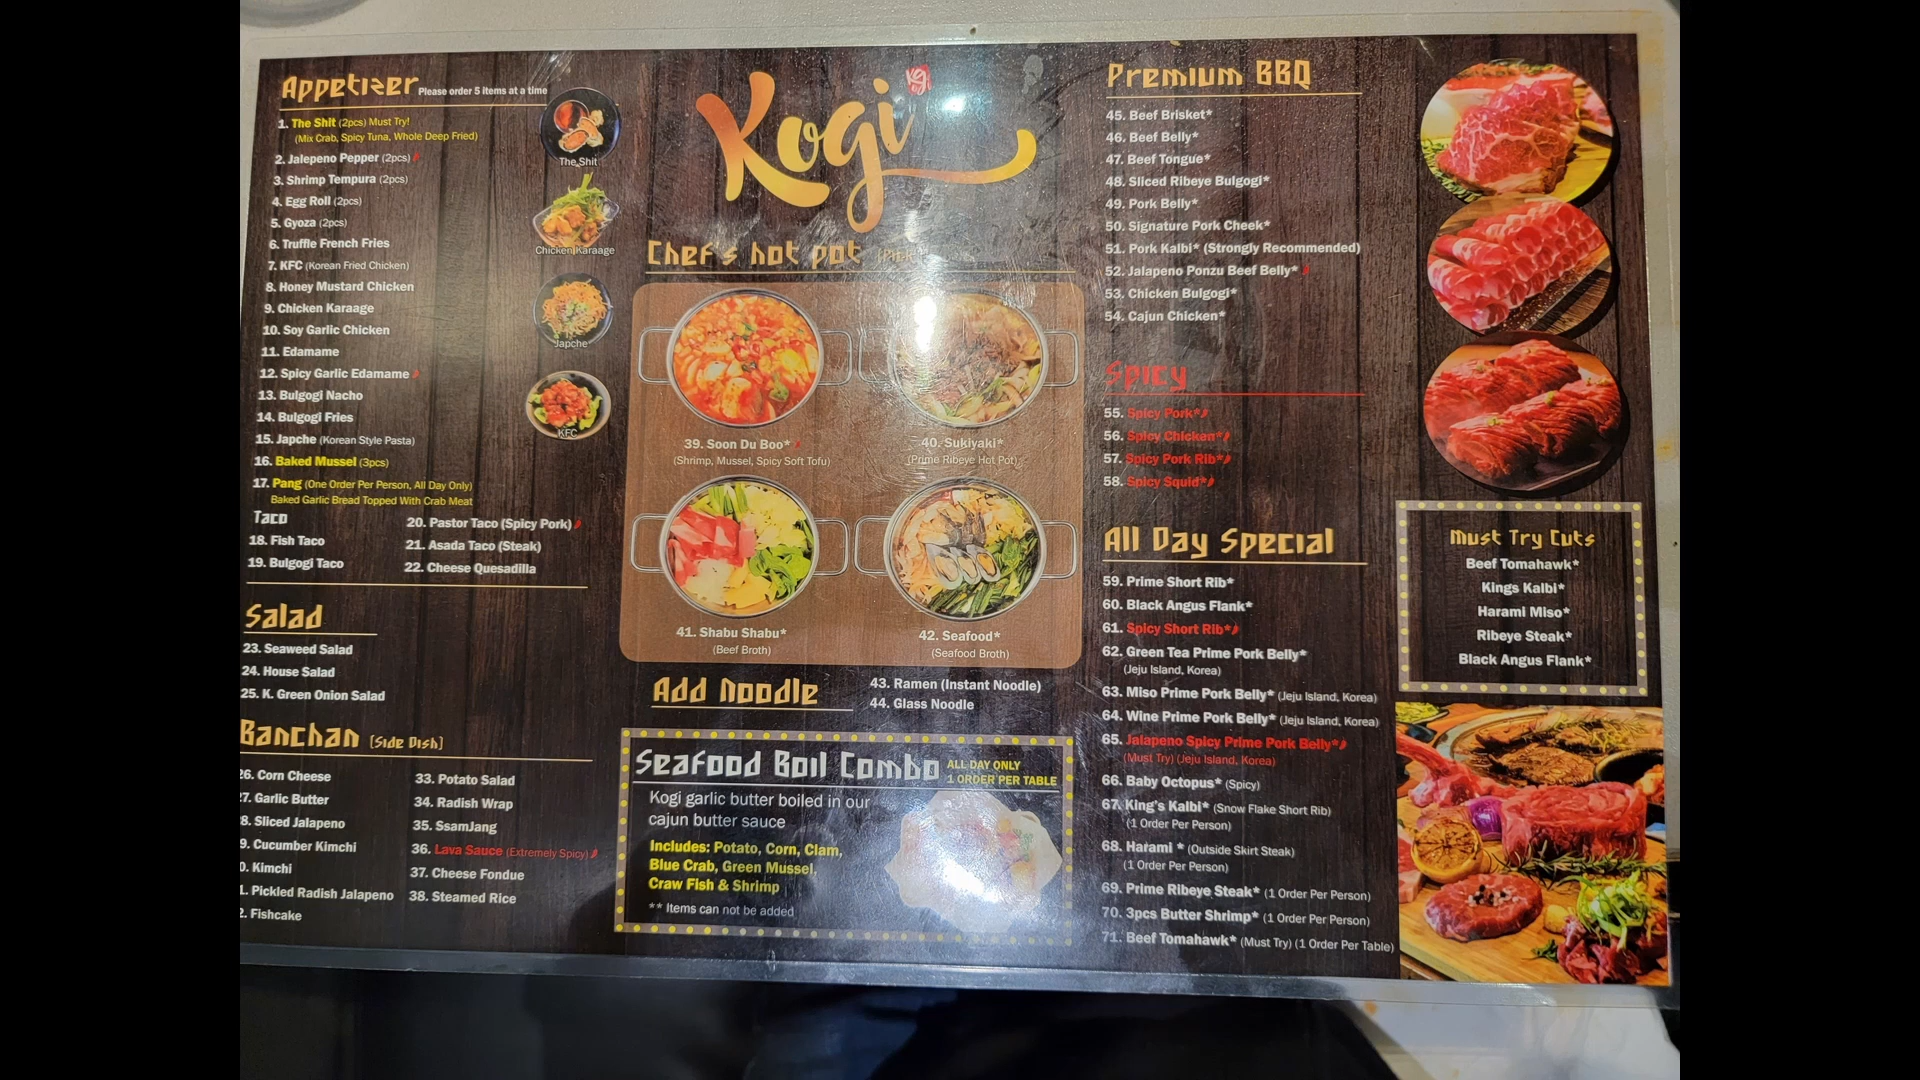 Appetizer Please order 5 items at a time
1. The Shit (2pcs) Must Try!
(Mix Crab, Spicy Tuna, Whole Deep Fried)
2. Jalepeno Pepper (2pcs)
3. Shrimp Tempura (2pcs)
4. Egg Roll (2pcs)
5. Gyoza (2pcs)
6. Truffle French Fries
7. KFC (Korean Fried Chicken)
8. Honey Mustard Chicken
9. Chicken Karaage
10. Soy Garlic Chicken
11. Edamame
12. Spicy Garlic Edamame
13. Bulgogi Nacho
14. Bulgogi Fries
15. Japche (Korean Style Pasta)
16. Baked Mussel (3pcs)
17. Pang (One Order Per Person, All Day Only)
Baked Garlic Bread Topped With Crab Meat
The Shit
Chicken Karaage
Japche
KFC
Taco
18. Fish Taco
19. Bulgogi Taco
20. Pastor Taco (Spicy Pork)
21. Asada Taco (Steak)
22. Cheese Quesadilla
Salad
23. Seaweed Salad
24. House Salad
25. K. Green Onion Salad
Banchan (Side Dish)
26. Corn Cheese
7. Garlic Butter
8. Sliced Jalapeno
9. Cucumber Kimchi
0. Kimchi
1. Pickled Radish Jalapeno
2. Fishcake
33. Potato Salad
34. Radish Wrap
35. SsamJang
36. Lava Sauce (Extremely Spicy)
37. Cheese Fondue
38. Steamed Rice
Kogi
Chef's hot pot (Pick
39. Soon Du Boo*
(Shrimp, Mussel, Spicy Soft Tofu)
40. Sukiyaki*
(Prime Ribeye Hot Pot)
41. Shabu Shabu*
(Beef Broth)
42. Seafood*
(Seafood Broth)
Add Noodle
43. Ramen (Instant Noodle)
44. Glass Noodle
Seafood Boil Combo
ALL DAY ONLY
1 ORDER PER TABLE
Kogi garlic butter boiled in our
cajun butter sauce
Includes: Potato, Corn, Clam,
Blue Crab, Green Mussel,
Craw Fish & Shrimp
** Items can not be added
Premium BBQ
45. Beef Brisket*
46. Beef Belly*
47. Beef Tongue*
48. Sliced Ribeye Bulgogi*
49. Pork Belly*
50. Signature Pork Cheek*
51. Pork Kalbi* (Strongly Recommended)
52. Jalapeno Ponzu Beef Belly*
53. Chicken Bulgogi*
54. Cajun Chicken*
Spicy
55. Spicy Pork*
56. Spicy Chicken*
57. Spicy Pork Rib*
58. Spicy Squid*
All Day Special
59. Prime Short Rib*
60. Black Angus Flank*
61. Spicy Short Rib*
62. Green Tea Prime Pork Belly*
(Jeju Island, Korea)
63. Miso Prime Pork Belly* (Jeju Island, Korea)
64. Wine Prime Pork Belly* (Jeju Island, Korea)
65. Jalapeno Spicy Prime Pork Belly*
(Must Try) (Jeju Island, Korea)
66. Baby Octopus* (Spicy)
67. King's Kalbi* (Snow Flake Short Rib)
(1 Order Per Person)
68. Harami * (Outside Skirt Steak)
(1 Order Per Person)
69. Prime Ribeye Steak* (1 Order Per Person)
70. 3pcs Butter Shrimp* (1 Order Per Person)
71. Beef Tomahawk* (Must Try) (1 Order Per Table)
Must Try Cuts
Beef Tomahawk*
Kings Kalbi*
Harami Miso*
Ribeye Steak*
Black Angus Flank*